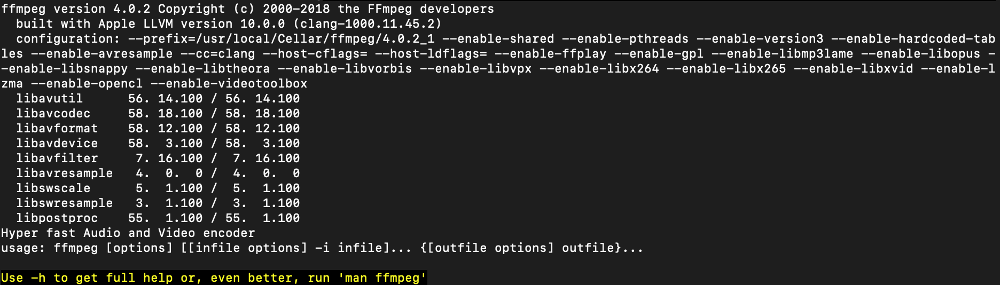 ffmpeg version 4.0.2 Copyright (c) 2000-2018 the FFmpeg developers
  built with Apple LLVM version 10.0.0 (clang-1000.11.45.2)
  configuration: --prefix=/usr/local/Cellar/ffmpeg/4.0.2_1 --enable-shared --enable-pthreads --enable-version3 --enable-hardcoded-tab
les --enable-avresample --cc=clang --host-cflags= --host-ldflags= --enable-ffplay --enable-gpl --enable-libmp3lame --enable-libopus -
-enable-libsnappy --enable-libtheora --enable-libvorbis --enable-libvpx --enable-libx264 --enable-libx265 --enable-libxvid --enable-l
zma --enable-opencl --enable-videotoolbox
  libavutil      56. 14.100 / 56. 14.100
  libavcodec     58. 18.100 / 58. 18.100
  libavformat    58. 12.100 / 58. 12.100
  libavdevice    58.  3.100 / 58.  3.100
  libavfilter     7. 16.100 /  7. 16.100
  libavresample   4.  0.  0 /  4.  0.  0
  libswscale      5.  1.100 /  5.  1.100
  libswresample   3.  1.100 /  3.  1.100
  libpostproc    55.  1.100 / 55.  1.100
Hyper fast Audio and Video encoder
usage: ffmpeg [options] [[infile options] -i infile]... {[outfile options] outfile}...
Use -h to get full help or, even better, run 'man ffmpeg'